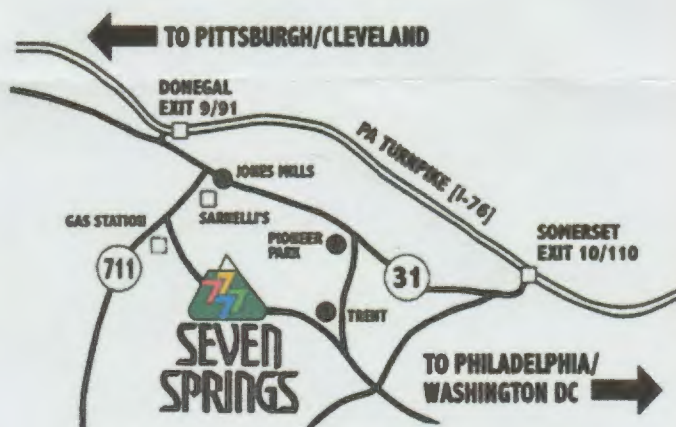 TO PITTSBURGH/CLEVELAND
DONEGAL
EXIT 9/91
PA TURNPIKE [I-76]
JONES MILLS
SARNELLI'S
GAS STATION
PIONEER
PARK
SOMERSET
EXIT 10/110
711
31
777
TRENT
SEVEN
SPRINGS
TO PHILADELPHIA/
WASHINGTON DC